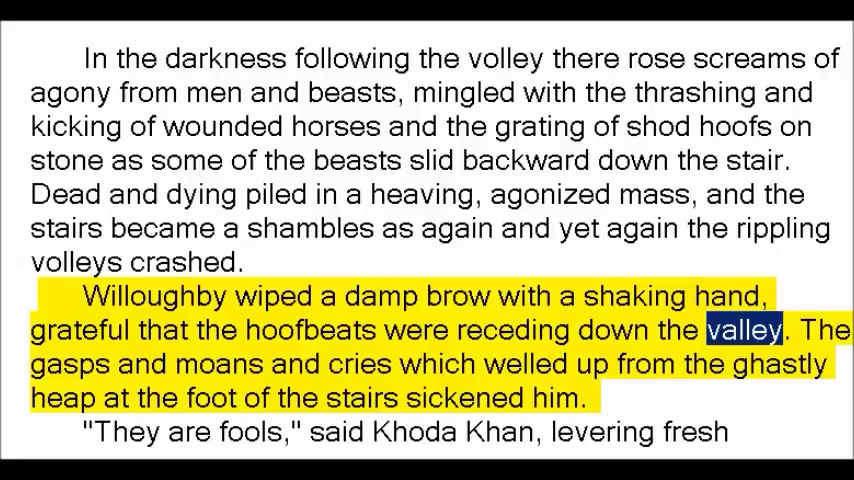 In the darkness following the volley there rose screams of
agony from men and beasts, mingled with the thrashing and
kicking of wounded horses and the grating of shod hoofs on
stone as some of the beasts slid backward down the stair.
Dead and dying piled in a heaving, agonized mass, and the
stairs became a shambles as again and yet again the rippling
volleys crashed.
Willoughby wiped a damp brow with a shaking hand,
grateful that the hoofbeats were receding down the valley. The
gasps and moans and cries which welled up from the ghastly
heap at the foot of the stairs sickened him.
"They are fools," said Khoda Khan, levering fresh